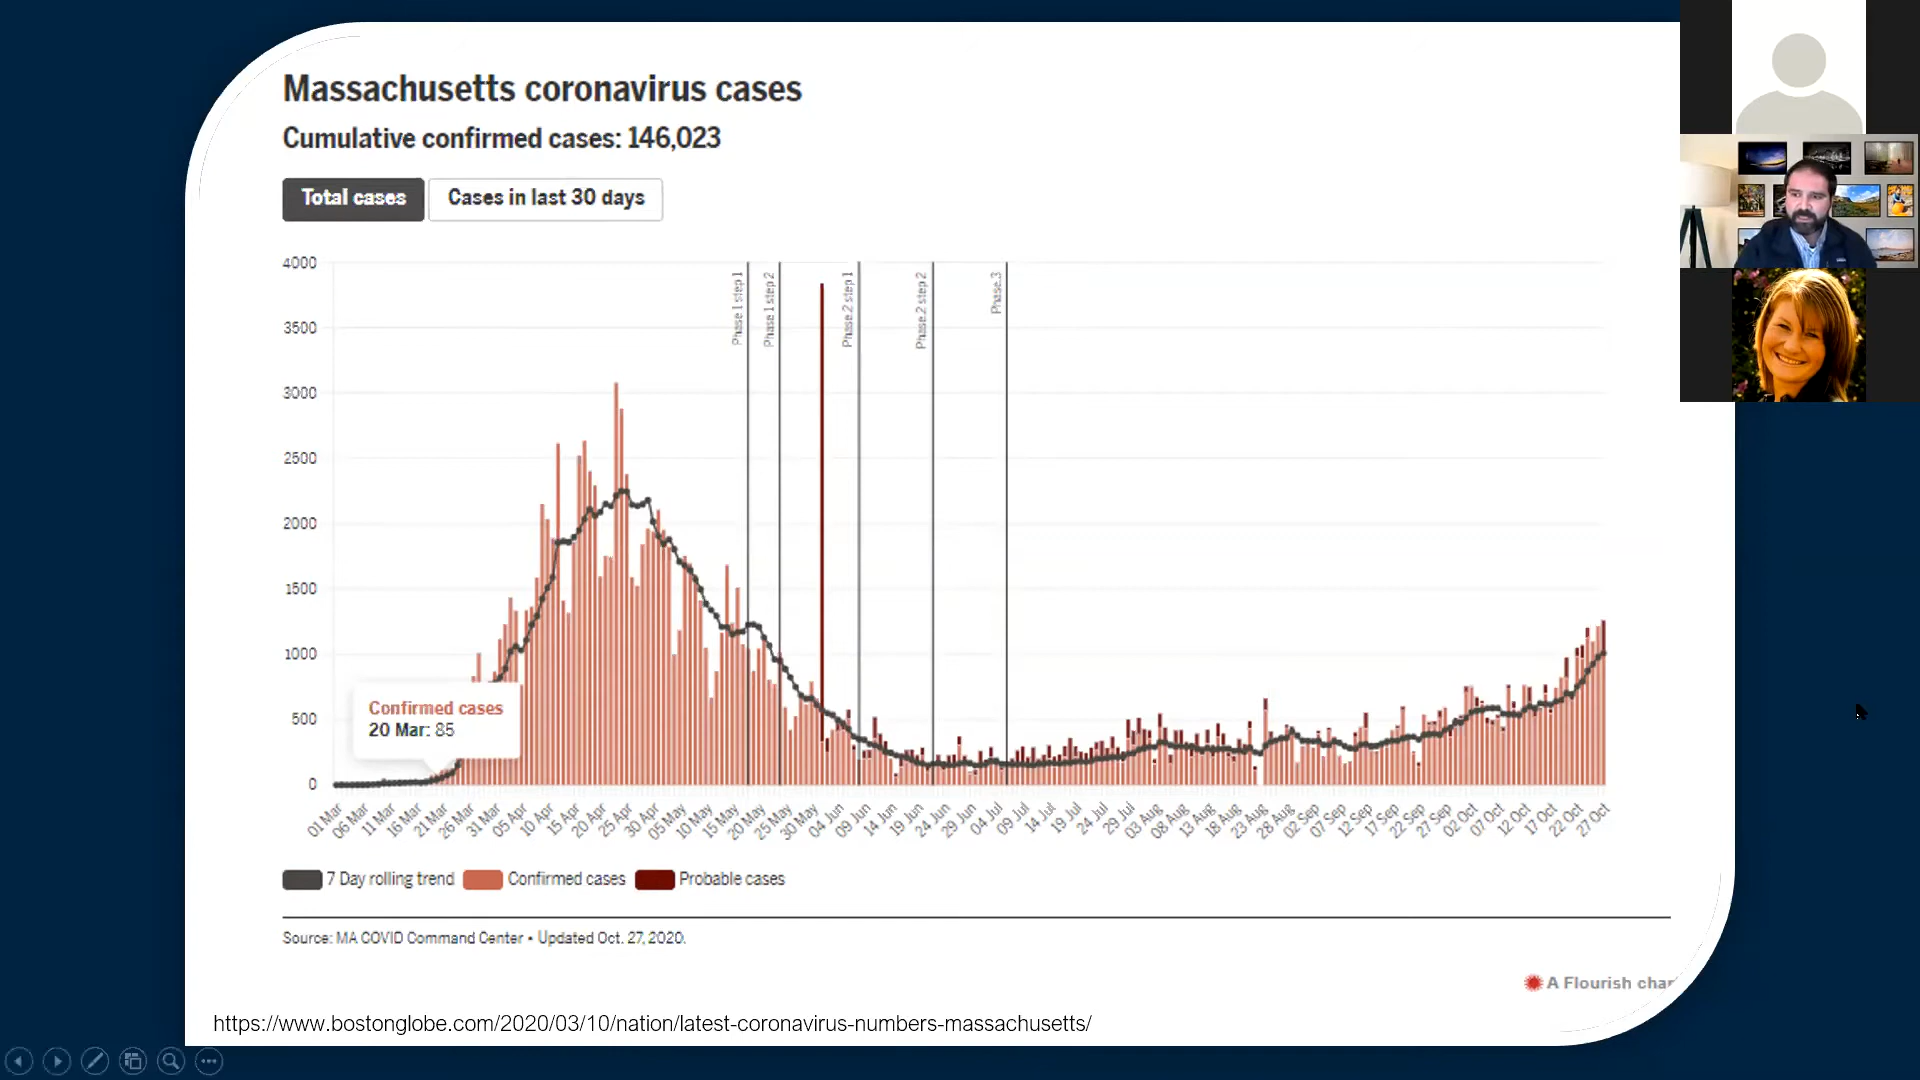 Massachusetts coronavirus cases
Cumulative confirmed cases: 146,023
Total cases
Cases in last 30 days
4000
3500
3000
2500
2000
1500
1000
500
0
Phase 1 step 1
Phase 1 step 2
Phase 2 step 1
Phase 2 step 2
Phase 3
Confirmed cases
20 Mar: 85
01 Mar
06 Mar
11 Mar
16 Mar
21 Mar
26 Mar
31 Mar
05 Apr
10 Apr
15 Apr
20 Apr
25 Apr
30 Apr
05 May
10 May
15 May
20 May
25 May
30 May
04 Jun
09 Jun
14 Jun
19 Jun
24 Jun
29 Jun
04 Jul
09 Jul
14 Jul
19 Jul
24 Jul
29 Jul
03 Aug
08 Aug
13 Aug
18 Aug
23 Aug
28 Aug
02 Sep
07 Sep
12 Sep
17 Sep
22 Sep
27 Sep
02 Oct
07 Oct
12 Oct
17 Oct
22 Oct
27 Oct
7 Day rolling trend
Confirmed cases
Probable cases
Source: MA COVID Command Center • Updated Oct. 27, 2020.
A Flourish char
https://www.bostonglobe.com/2020/03/10/nation/latest-coronavirus-numbers-massachusetts/